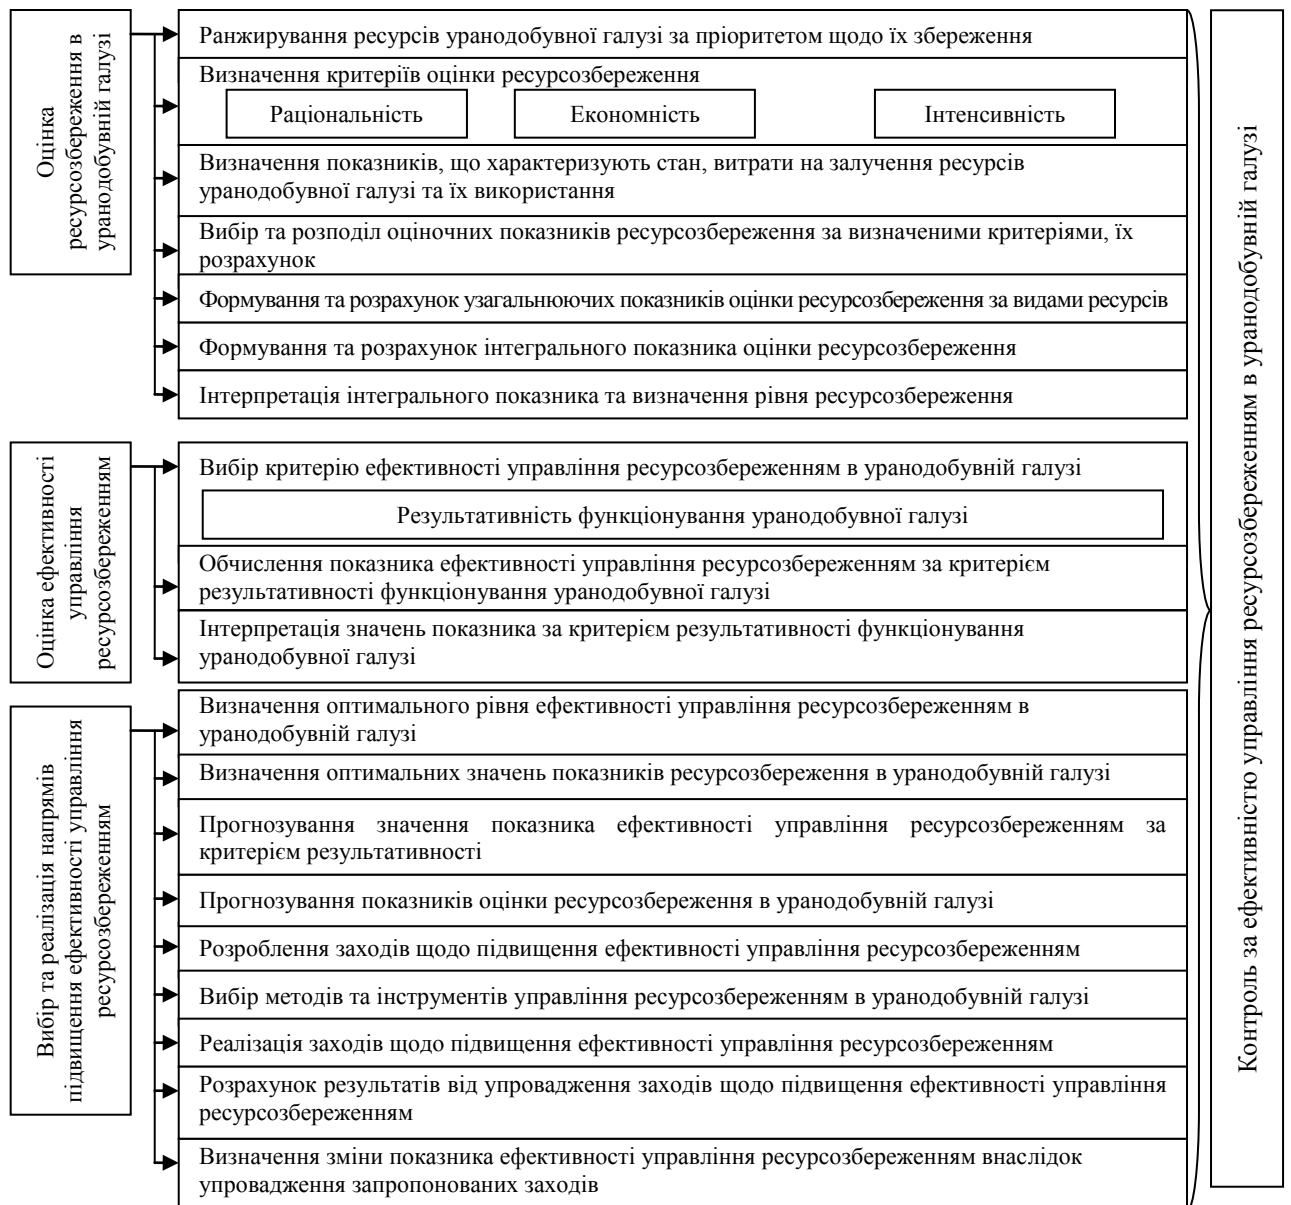 Оцінка
ресурсозбереження в
уранодобувній галузі
Ранжирування ресурсів уранодобувної галузі за пріоритетом щодо їх збереження
Визначення критеріїв оцінки ресурсозбереження
Раціональність
Економність
Інтенсивність
Визначення показників, що характеризують стан, витрати на залучення ресурсів
уранодобувної галузі та їх використання
Вибір та розподіл оціночних показників ресурсозбереження за визначеними критеріями, їх
розрахунок
Формування та розрахунок узагальнюючих показників оцінки ресурсозбереження за видами ресурсів
Формування та розрахунок інтегрального показника оцінки ресурсозбереження
Інтерпретація інтегрального показника та визначення рівня ресурсозбереження
Оцінка ефективності
управління
ресурсозбереженням
Вибір критерію ефективності управління ресурсозбереженням в уранодобувній галузі
Результативність функціонування уранодобувної галузі
Обчислення показника ефективності управління ресурсозбереженням за критерієм
результативності функціонування уранодобувної галузі
Інтерпретація значень показника за критерієм результативності функціонування
уранодобувної галузі
Вибір та реалізація напрямів
підвищення ефективності управління
ресурсозбереженням
Визначення оптимального рівня ефективності управління ресурсозбереженням в
уранодобувній галузі
Визначення оптимальних значень показників ресурсозбереження в уранодобувній галузі
Прогнозування значення показника ефективності управління ресурсозбереженням за
критерієм результативності
Прогнозування показників оцінки ресурсозбереження в уранодобувній галузі
Розроблення заходів щодо підвищення ефективності управління ресурсозбереженням
Вибір методів та інструментів управління ресурсозбереженням в уранодобувній галузі
Реалізація заходів щодо підвищення ефективності управління ресурсозбереженням
Розрахунок результатів від упровадження заходів щодо підвищення ефективності управління
ресурсозбереженням
Визначення зміни показника ефективності управління ресурсозбереженням внаслідок
упровадження запропонованих заходів
Контроль за ефективністю управління ресурсозбереженням в уранодобувній галузі